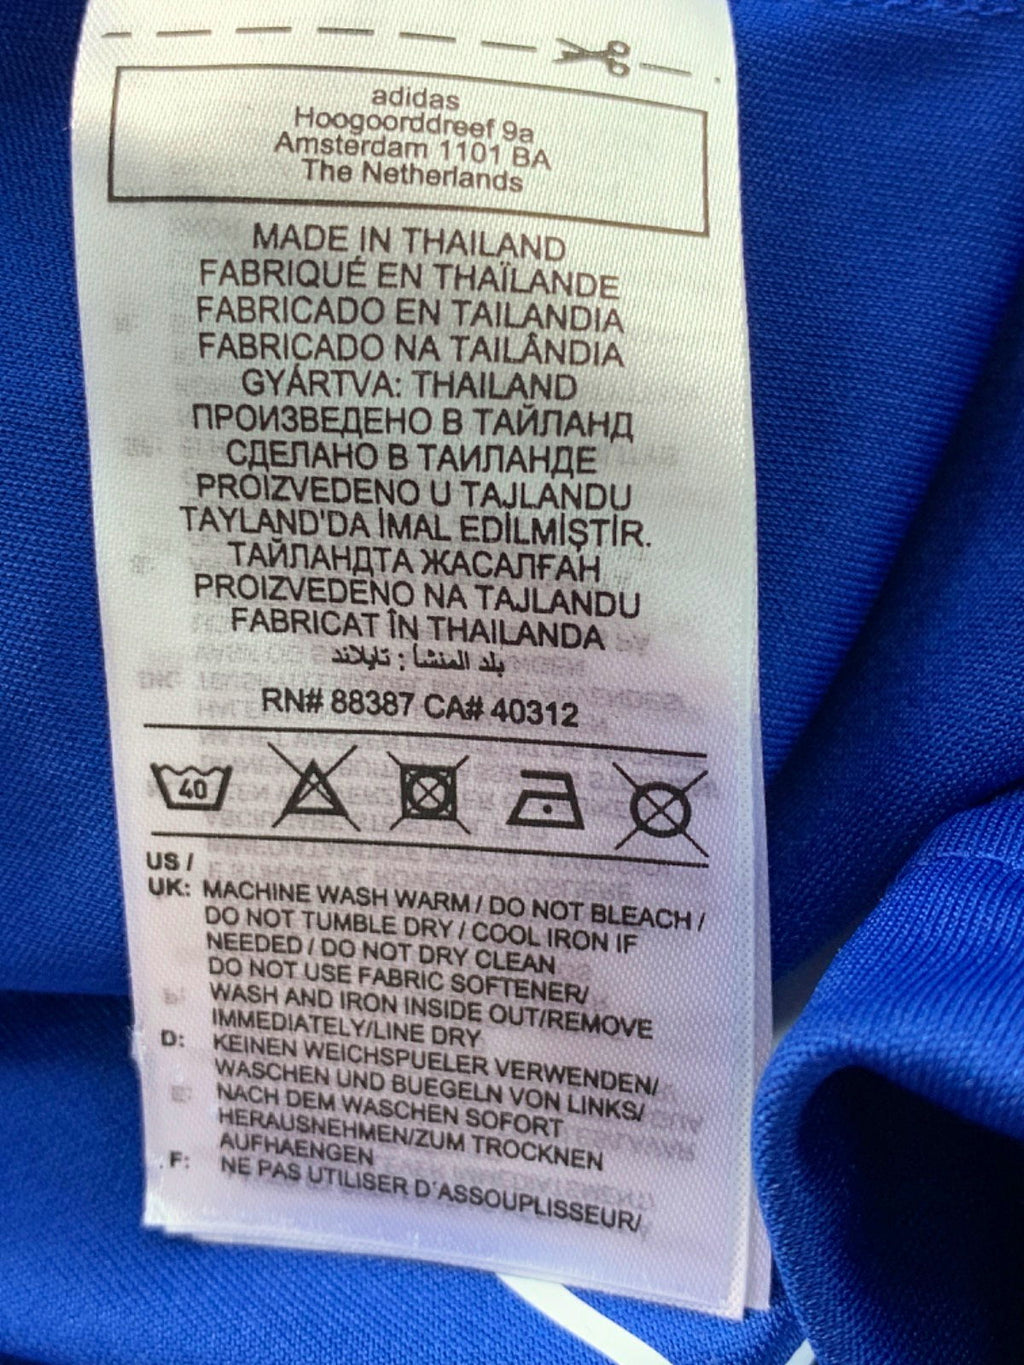 adidas
Hoogoorddreef 9a
Amsterdam 1101 BA
The Netherlands
MADE IN THAILAND
FABRIQUÉ EN THAÏLANDE
FABRICADO EN TAILANDIA
FABRICADO NA TAILÂNDIA
GYÁRTVA: THAILAND
ПРОИЗВЕДЕНО В ТАЙЛАНД
СДЕЛАНО В ТАИЛАНДЕ
PROIZVEDENO U TAJLANDU
TAYLAND'DA İMAL EDİLMİŞTİR.
ТАЙЛАНДТА ЖАСАЛҒАН
PROIZVEDENO NA TAJLANDU
FABRICAT ÎN THAILANDA
بلد المنشأ : تايلاند
RN# 88387 CA# 40312
40
US /
UK: MACHINE WASH WARM / DO NOT BLEACH /
DO NOT TUMBLE DRY / COOL IRON IF
NEEDED / DO NOT DRY CLEAN
DO NOT USE FABRIC SOFTENER/
WASH AND IRON INSIDE OUT/REMOVE
IMMEDIATELY/LINE DRY
D: KEINEN WEICHSPUELER VERWENDEN/
WASCHEN UND BUEGELN VON LINKS/
NACH DEM WASCHEN SOFORT
HERAUSNEHMEN/ZUM TROCKNEN
AUFHAENGEN
F: NE PAS UTILISER D'ASSOUPLISSEUR/